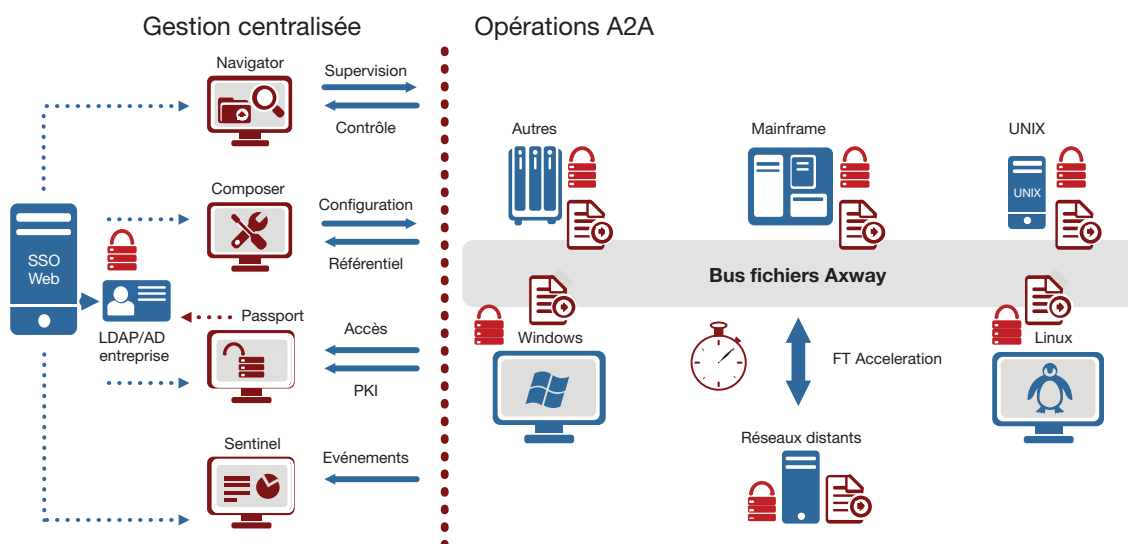 Gestion centralisée
Opérations A2A
Navigator
Supervision
Contrôle
Autres
Mainframe
UNIX
UNIX
Composer
Configuration
Référentiel
SSO
Web
Bus fichiers Axway
LDAP/AD
entreprise
Passport
Accès
PKI
Windows
FT Acceleration
Linux
Sentinel
Evénements
Réseaux distants